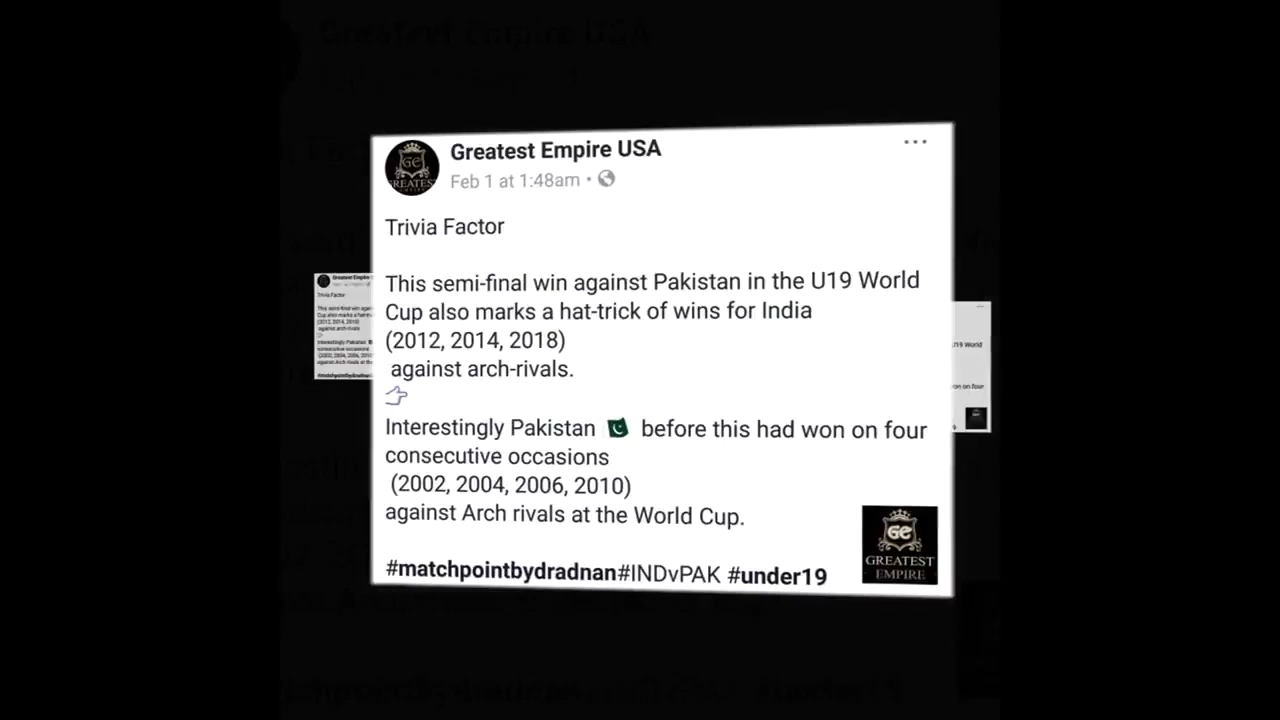 Greatest Empire USA
Feb 1 at 1:48am •
Trivia Factor
This semi-final win against Pakistan in the U19 World
Cup also marks a hat-trick of wins for India
(2012, 2014, 2018)
against arch-rivals.
Interestingly Pakistan before this had won on four
consecutive occasions
(2002, 2004, 2006, 2010)
against Arch rivals at the World Cup.
#matchpointbydradnan#INDvPAK #under19
GE
GREATEST
EMPIRE